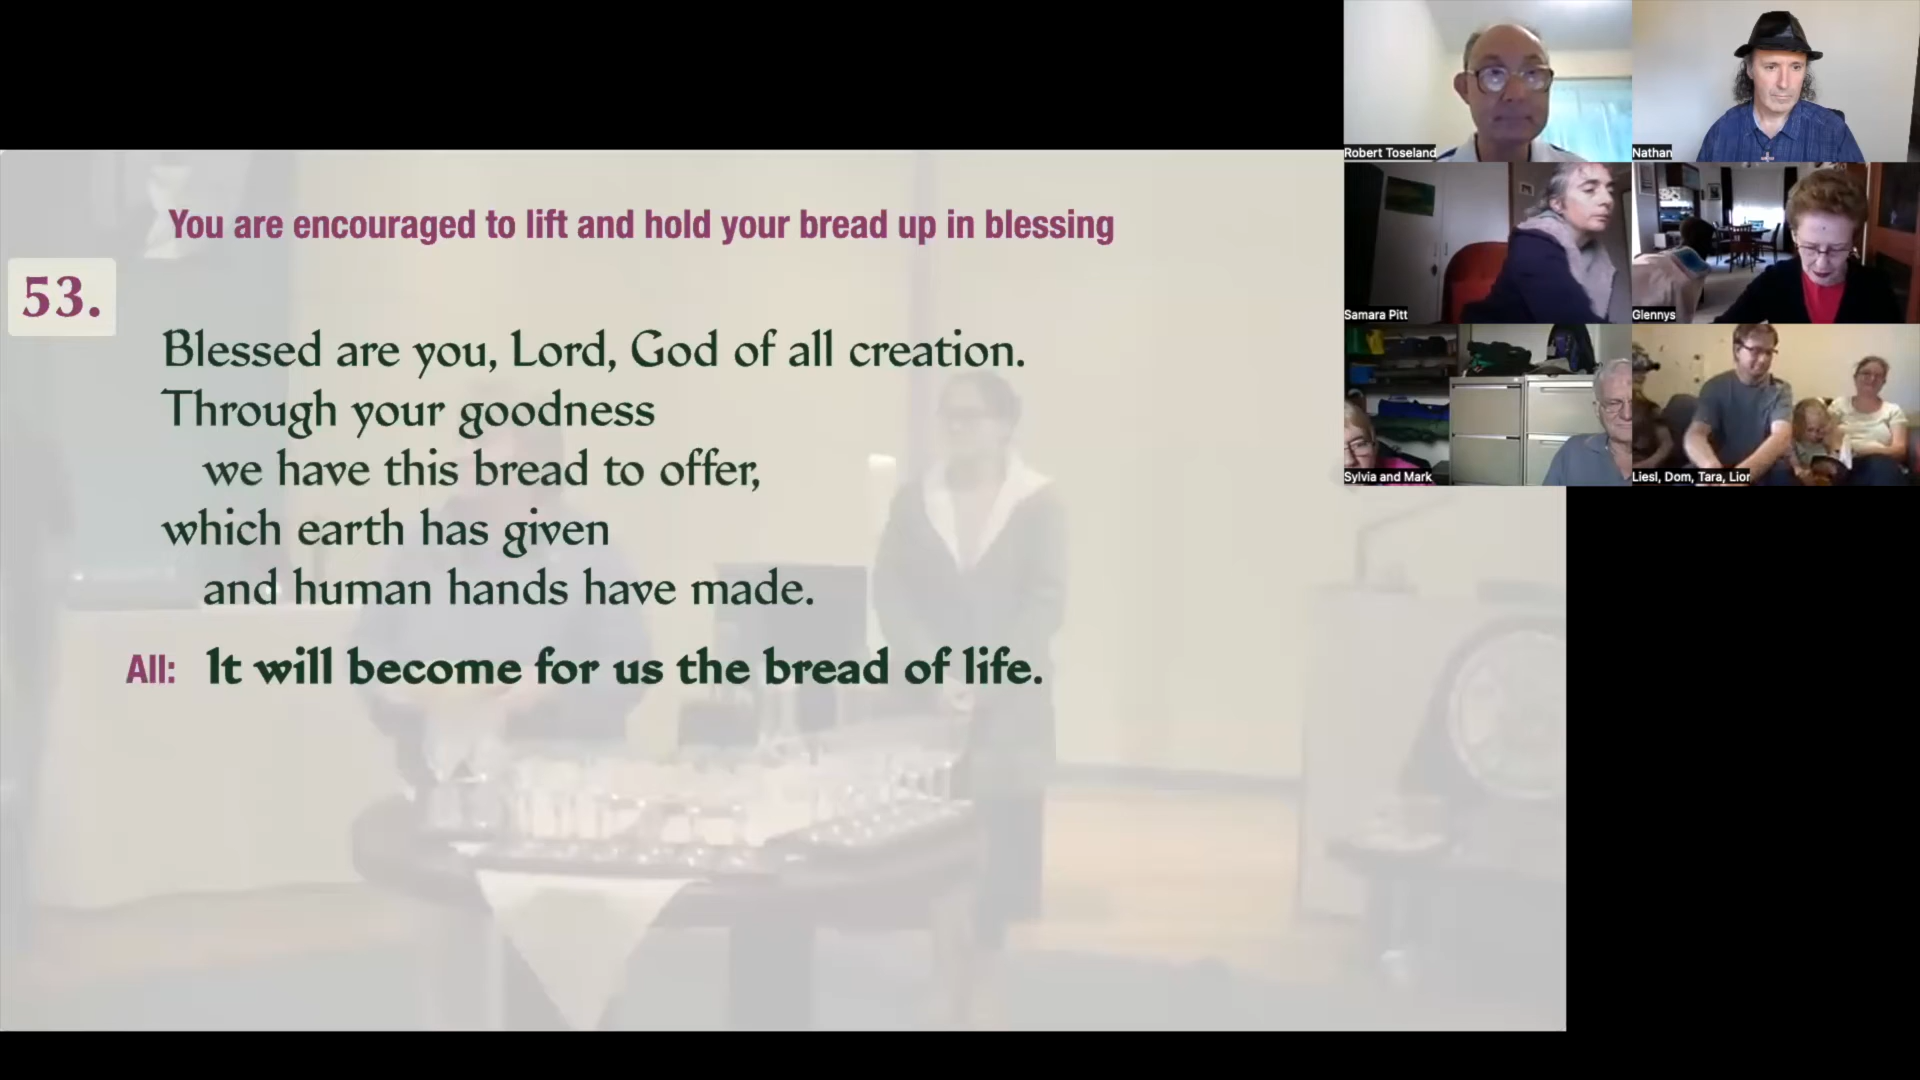 You are encouraged to lift and hold your bread up in blessing
53.
Blessed are you, Lord, God of all creation.
Through your goodness
we have this bread to offer,
which earth has given
and human hands have made.
All: It will become for us the bread of life.
Robert Toseland
Nathan
Samara Pitt
Glennys
Sylvia and Mark
Liesl, Dom, Tara, Lior